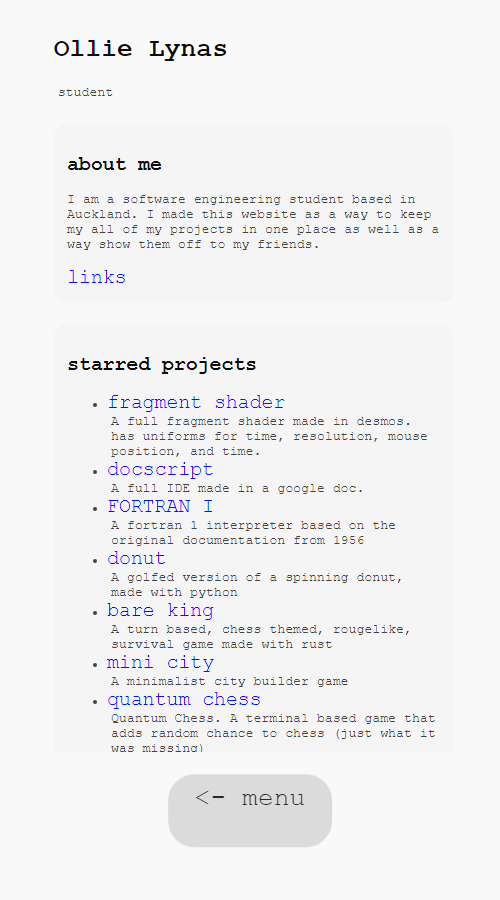 Ollie Lynas
student
about me
I am a software engineering student based in
Auckland. I made this website as a way to keep
my all of my projects in one place as well as a
way show them off to my friends.
links
starred projects
fragment shader
A full fragment shader made in desmos.
has uniforms for time, resolution, mouse
position, and time.
docscript
A full IDE made in a google doc.
FORTRAN I
A fortran 1 interpreter based on the
original documentation from 1956
donut
A golfed version of a spinning donut,
made with python
bare king
A turn based, chess themed, rougelike,
survival game made with rust
mini city
A minimalist city builder game
quantum chess
Quantum Chess. A terminal based game that
adds random chance to chess (just what it
was missing)
<- menu